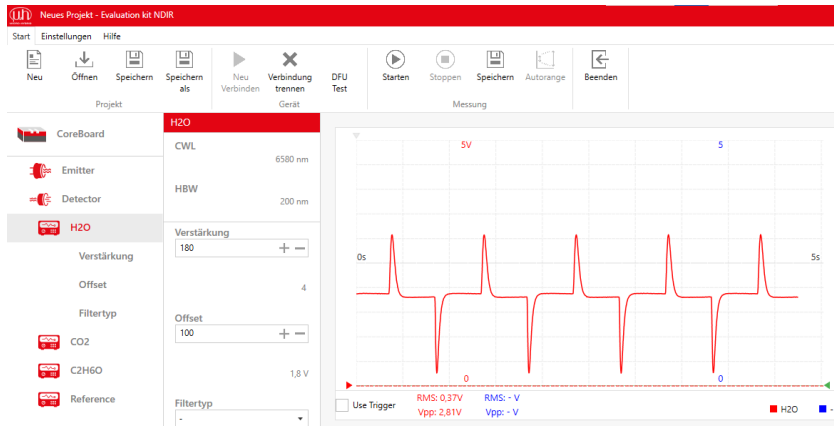 Neues Projekt - Evaluation kit NDIR
Start Einstellungen Hilfe
Neu Öffnen Speichern Speichern als Neu Verbinden Verbindung trennen DFU Test Starten Stoppen Speichern Autorange Beenden
Projekt Gerät Messung
CoreBoard
Emitter
Detector
H2O
Verstärkung
Offset
Filtertyp
CO2
C2H6O
Reference
H2O
CWL
6580 nm
HBW
200 nm
Verstärkung
180
4
Offset
100
1,8 V
Filtertyp
-
5V 5
0s 5s
0 0
Use Trigger
RMS: 0,37V RMS: - V
Vpp: 2,81V Vpp: - V
H2O -